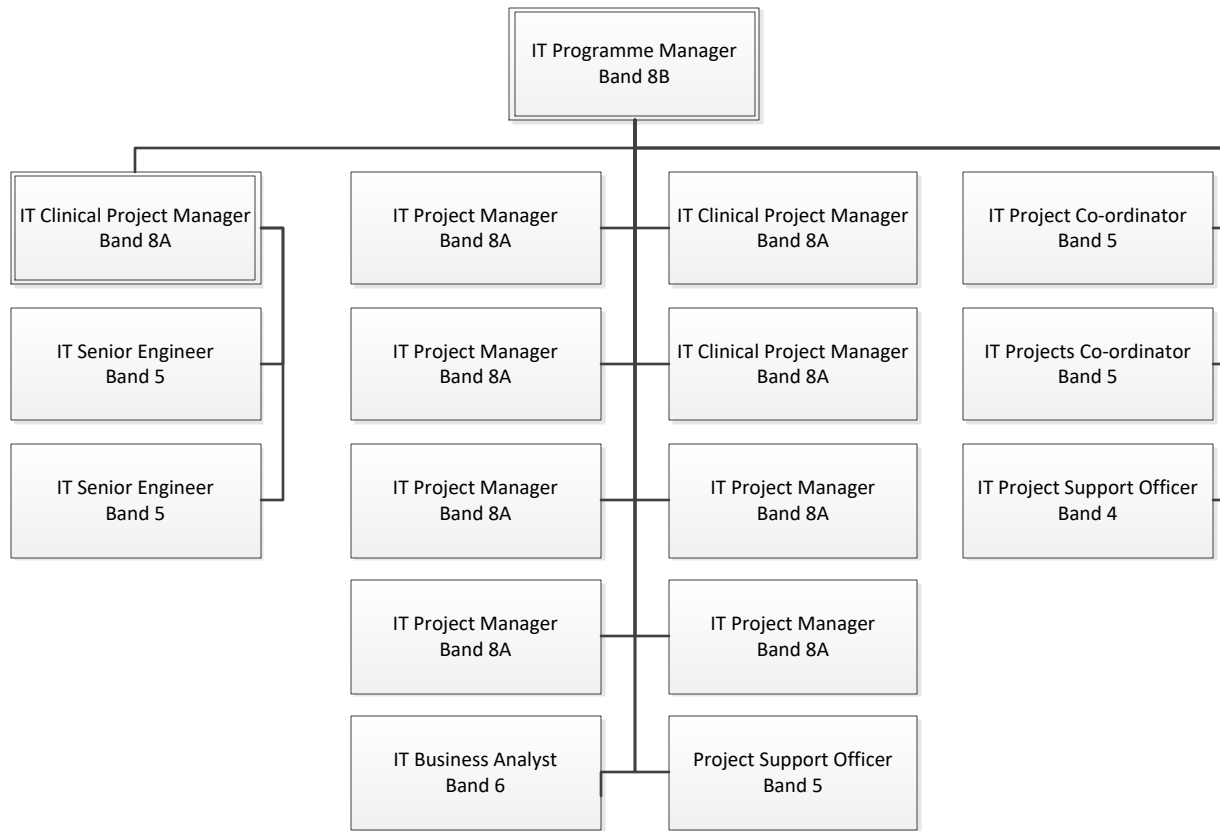 IT Programme Manager
Band 8B
IT Clinical Project Manager
Band 8A
IT Project Manager
Band 8A
IT Clinical Project Manager
Band 8A
IT Project Co-ordinator
Band 5
IT Senior Engineer
Band 5
IT Project Manager
Band 8A
IT Clinical Project Manager
Band 8A
IT Projects Co-ordinator
Band 5
IT Senior Engineer
Band 5
IT Project Manager
Band 8A
IT Project Manager
Band 8A
IT Project Support Officer
Band 4
IT Project Manager
Band 8A
IT Project Manager
Band 8A
IT Business Analyst
Band 6
Project Support Officer
Band 5